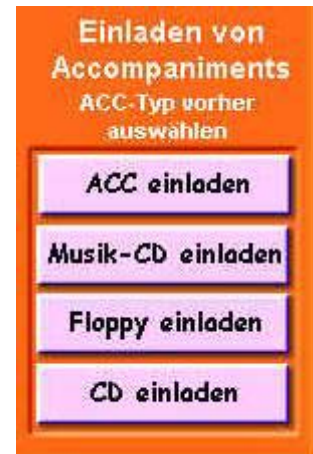 Einladen von
Accompaniments
ACC-Typ vorher
auswählen
ACC einladen
Musik-CD einladen
Floppy einladen
CD einladen